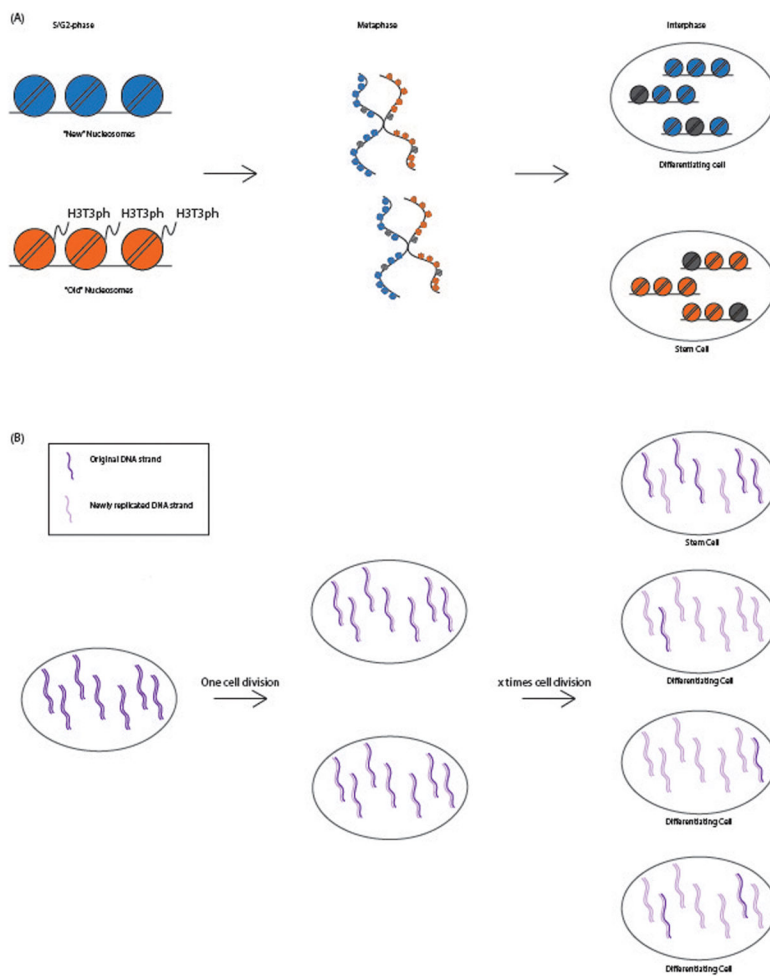 (A)
S/G2-phase
Metaphase
Interphase
"New" Nucleosomes
Differentiating cell
H3T3ph H3T3ph H3T3ph
"Old" Nucleosomes
Stem Cell
(B)
Original DNA strand
Newly replicated DNA strand
Stem Cell
One cell division
x times cell division
Differentiating Cell
Differentiating Cell
Differentiating Cell